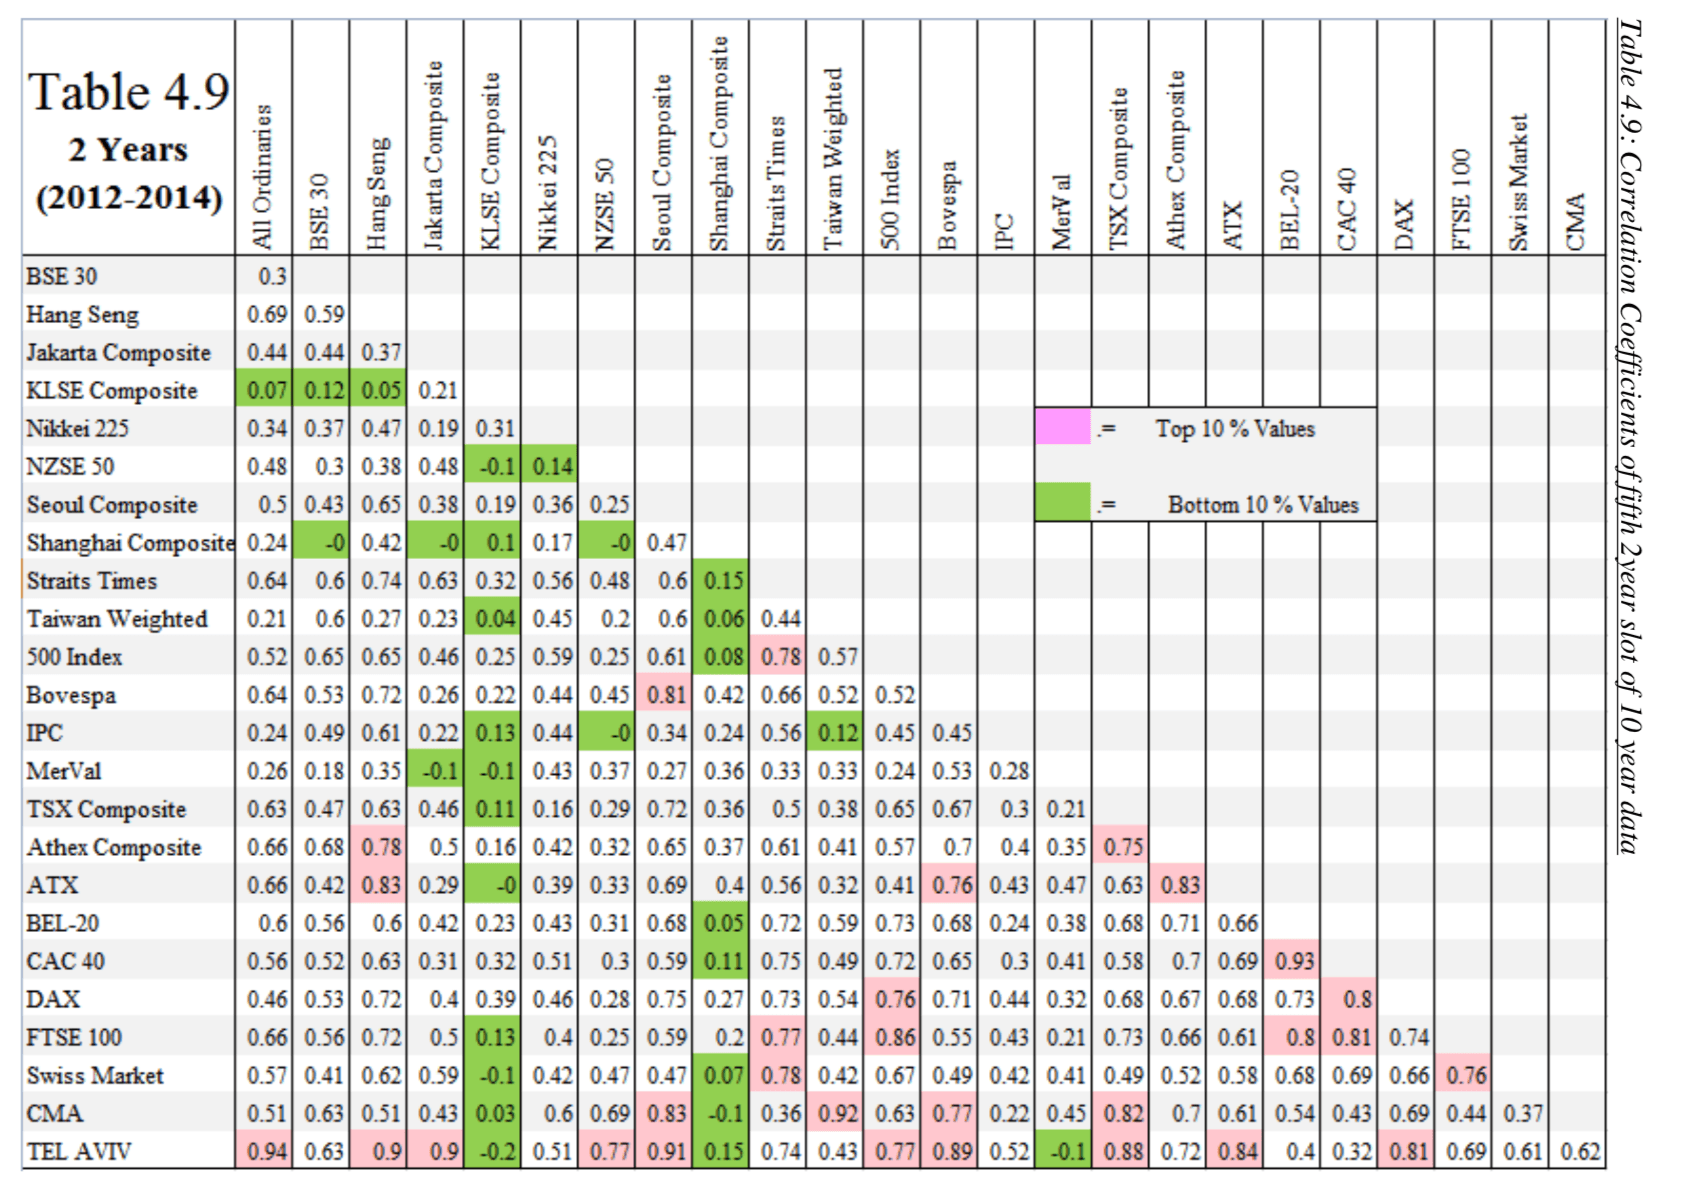 Table 4.9
2 Years
(2012-2014)
All Ordinaries
BSE 30
Hang Seng
Jakarta Composite
KLSE Composite
Nikkei 225
NZSE 50
Seoul Composite
Shanghai Composite
Straits Times
Taiwan Weighted
500 Index
Bovespa
IPC
MerV al
TSX Composite
Athex Composite
ATX
BEL-20
CAC 40
DAX
FTSE 100
Swiss Market
CMA
BSE 30 0.3
Hang Seng 0.69 0.59
Jakarta Composite 0.44 0.44 0.37
KLSE Composite 0.07 0.12 0.05 0.21
Nikkei 225 0.34 0.37 0.47 0.19 0.31
.= Top 10 % Values
NZSE 50 0.48 0.3 0.38 0.48 -0.1 0.14
Seoul Composite 0.5 0.43 0.65 0.38 0.19 0.36 0.25
.= Bottom 10 % Values
Shanghai Composite 0.24 -0 0.42 -0 0.1 0.17 -0 0.47
Straits Times 0.64 0.6 0.74 0.63 0.32 0.56 0.48 0.6 0.15
Taiwan Weighted 0.21 0.6 0.27 0.23 0.04 0.45 0.2 0.6 0.06 0.44
500 Index 0.52 0.65 0.65 0.46 0.25 0.59 0.25 0.61 0.08 0.78 0.57
Bovespa 0.64 0.53 0.72 0.26 0.22 0.44 0.45 0.81 0.42 0.66 0.52 0.52
IPC 0.24 0.49 0.61 0.22 0.13 0.44 -0 0.34 0.24 0.56 0.12 0.45 0.45
MerVal 0.26 0.18 0.35 -0.1 -0.1 0.43 0.37 0.27 0.36 0.33 0.33 0.24 0.53 0.28
TSX Composite 0.63 0.47 0.63 0.46 0.11 0.16 0.29 0.72 0.36 0.5 0.38 0.65 0.67 0.3 0.21
Athex Composite 0.66 0.68 0.78 0.5 0.16 0.42 0.32 0.65 0.37 0.61 0.41 0.57 0.7 0.4 0.35 0.75
ATX 0.66 0.42 0.83 0.29 -0 0.39 0.33 0.69 0.4 0.56 0.32 0.41 0.76 0.43 0.47 0.63 0.83
BEL-20 0.6 0.56 0.6 0.42 0.23 0.43 0.31 0.68 0.05 0.72 0.59 0.73 0.68 0.24 0.38 0.68 0.71 0.66
CAC 40 0.56 0.52 0.63 0.31 0.32 0.51 0.3 0.59 0.11 0.75 0.49 0.72 0.65 0.3 0.41 0.58 0.7 0.69 0.93
DAX 0.46 0.53 0.72 0.4 0.39 0.46 0.28 0.75 0.27 0.73 0.54 0.76 0.71 0.44 0.32 0.68 0.67 0.68 0.73 0.8
FTSE 100 0.66 0.56 0.72 0.5 0.13 0.4 0.25 0.59 0.2 0.77 0.44 0.86 0.55 0.43 0.21 0.73 0.66 0.61 0.8 0.81 0.74
Swiss Market 0.57 0.41 0.62 0.59 -0.1 0.42 0.47 0.47 0.07 0.78 0.42 0.67 0.49 0.42 0.41 0.49 0.52 0.58 0.68 0.69 0.66 0.76
CMA 0.51 0.63 0.51 0.43 0.03 0.6 0.69 0.83 -0.1 0.36 0.92 0.63 0.77 0.22 0.45 0.82 0.7 0.61 0.54 0.43 0.69 0.44 0.37
TEL AVIV 0.94 0.63 0.9 0.9 -0.2 0.51 0.77 0.91 0.15 0.74 0.43 0.77 0.89 0.52 -0.1 0.88 0.72 0.84 0.4 0.32 0.81 0.69 0.61 0.62
Table 4.9: Correlation Coefficients of fifth 2year slot of 10 year data